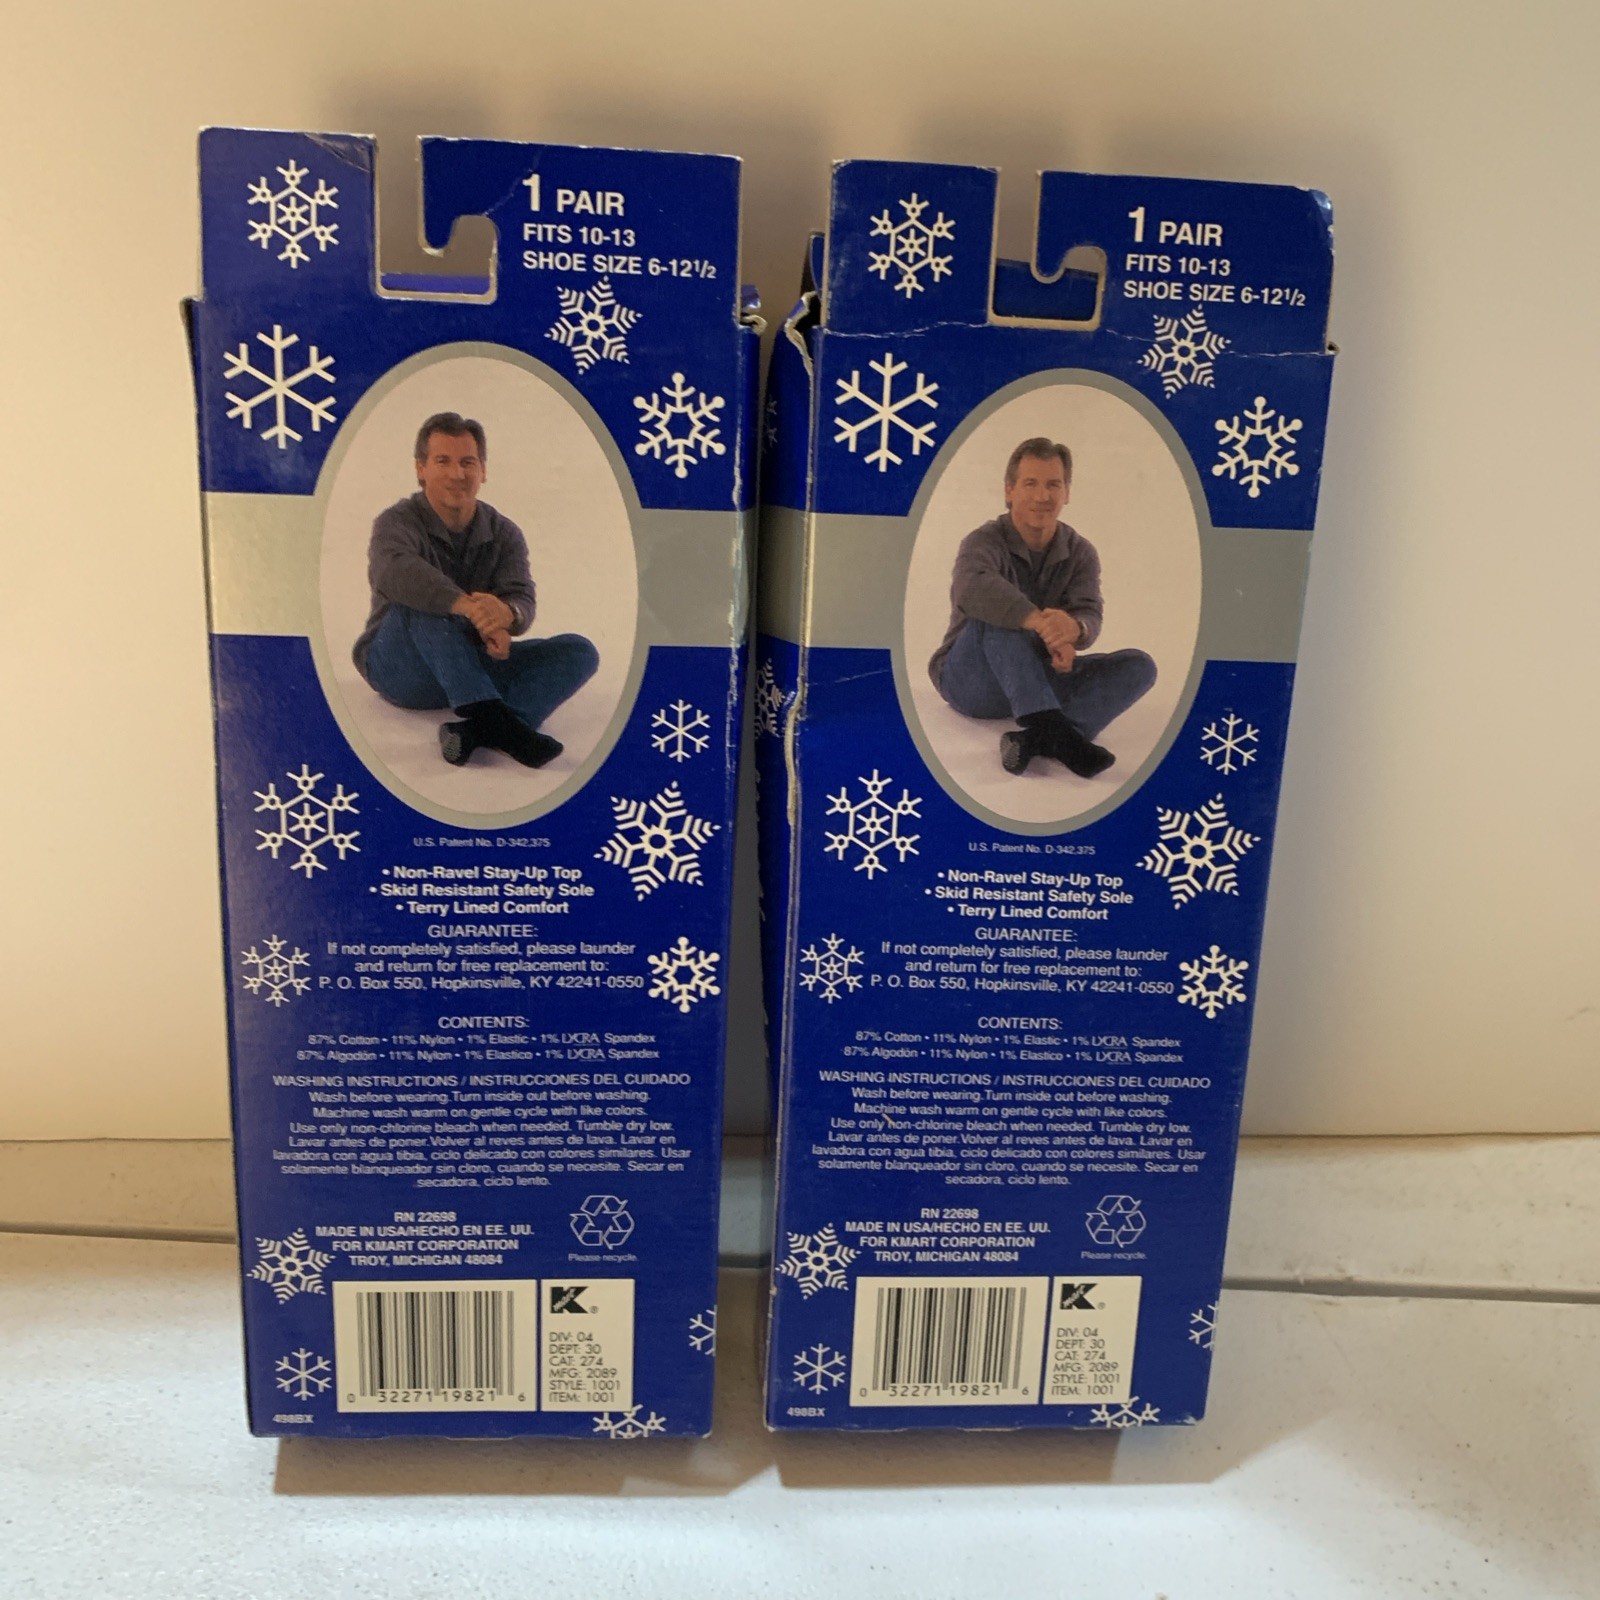 1 PAIR
FITS 10-13
SHOE SIZE 6-12 1/2
U.S. Patent No. D-342,375
• Non-Ravel Stay-Up Top
• Skid Resistant Safety Sole
• Terry Lined Comfort
GUARANTEE:
If not completely satisfied, please launder
and return for free replacement to:
P. O. Box 550, Hopkinsville, KY 42241-0550
CONTENTS:
87% Cotton • 11% Nylon • 1% Elastic • 1% LYCRA Spandex
87% Algodón • 11% Nylon • 1% Elastico • 1% LYCRA Spandex
WASHING INSTRUCTIONS / INSTRUCCIONES DEL CUIDADO
Wash before wearing. Turn inside out before washing.
Machine wash warm on gentle cycle with like colors.
Use only non-chlorine bleach when needed. Tumble dry low.
Lavar antes de poner. Volver al reves antes de lava. Lavar en
lavadora con agua tibia, ciclo delicado con colores similares. Usar
solamente blanqueador sin cloro, cuando se necesite. Secar en
secadora, ciclo lento.
RN 22698
MADE IN USA/HECHO EN EE. UU.
FOR KMART CORPORATION
TROY, MICHIGAN 48084
Please recycle.
K®
DIV: 04
DEPT: 30
CAT: 274
MFG: 2089
STYLE: 1001
ITEM: 1001
0 32271 19821 6
498BX
1 PAIR
FITS 10-13
SHOE SIZE 6-12 1/2
U.S. Patent No. D-342,375
• Non-Ravel Stay-Up Top
• Skid Resistant Safety Sole
• Terry Lined Comfort
GUARANTEE:
If not completely satisfied, please launder
and return for free replacement to:
P. O. Box 550, Hopkinsville, KY 42241-0550
CONTENTS:
87% Cotton • 11% Nylon • 1% Elastic • 1% LYCRA Spandex
87% Algodón • 11% Nylon • 1% Elastico • 1% LYCRA Spandex
WASHING INSTRUCTIONS / INSTRUCCIONES DEL CUIDADO
Wash before wearing. Turn inside out before washing.
Machine wash warm on gentle cycle with like colors.
Use only non-chlorine bleach when needed. Tumble dry low.
Lavar antes de poner. Volver al reves antes de lava. Lavar en
lavadora con agua tibia, ciclo delicado con colores similares. Usar
solamente blanqueador sin cloro, cuando se necesite. Secar en
secadora, ciclo lento.
RN 22698
MADE IN USA/HECHO EN EE. UU.
FOR KMART CORPORATION
TROY, MICHIGAN 48084
Please recycle.
K®
DIV: 04
DEPT: 30
CAT: 274
MFG: 2089
STYLE: 1001
ITEM: 1001
0 32271 19821 6
498BX